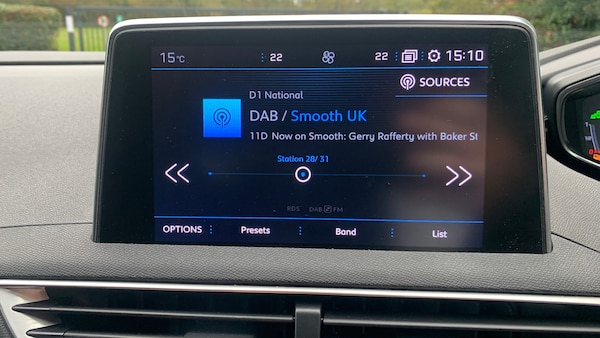 15°C : 22 22 15:10
SOURCES
D1 National
DAB / Smooth UK
11D Now on Smooth: Gerry Rafferty with Baker St
Station 28/ 31
RDS DAB FM
OPTIONS Presets Band List